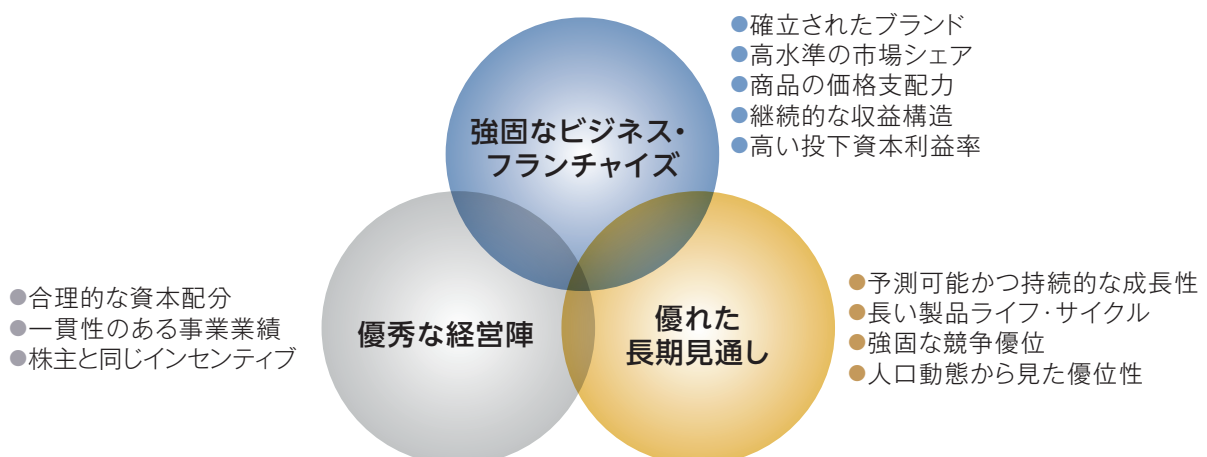 強固なビジネス・
フランチャイズ
●確立されたブランド
●高水準の市場シェア
●商品の価格支配力
●継続的な収益構造
●高い投下資本利益率
優秀な経営陣
●合理的な資本配分
●一貫性のある事業業績
●株主と同じインセンティブ
優れた
長期見通し
●予測可能かつ持続的な成長性
●長い製品ライフ・サイクル
●強固な競争優位
●人口動態から見た優位性